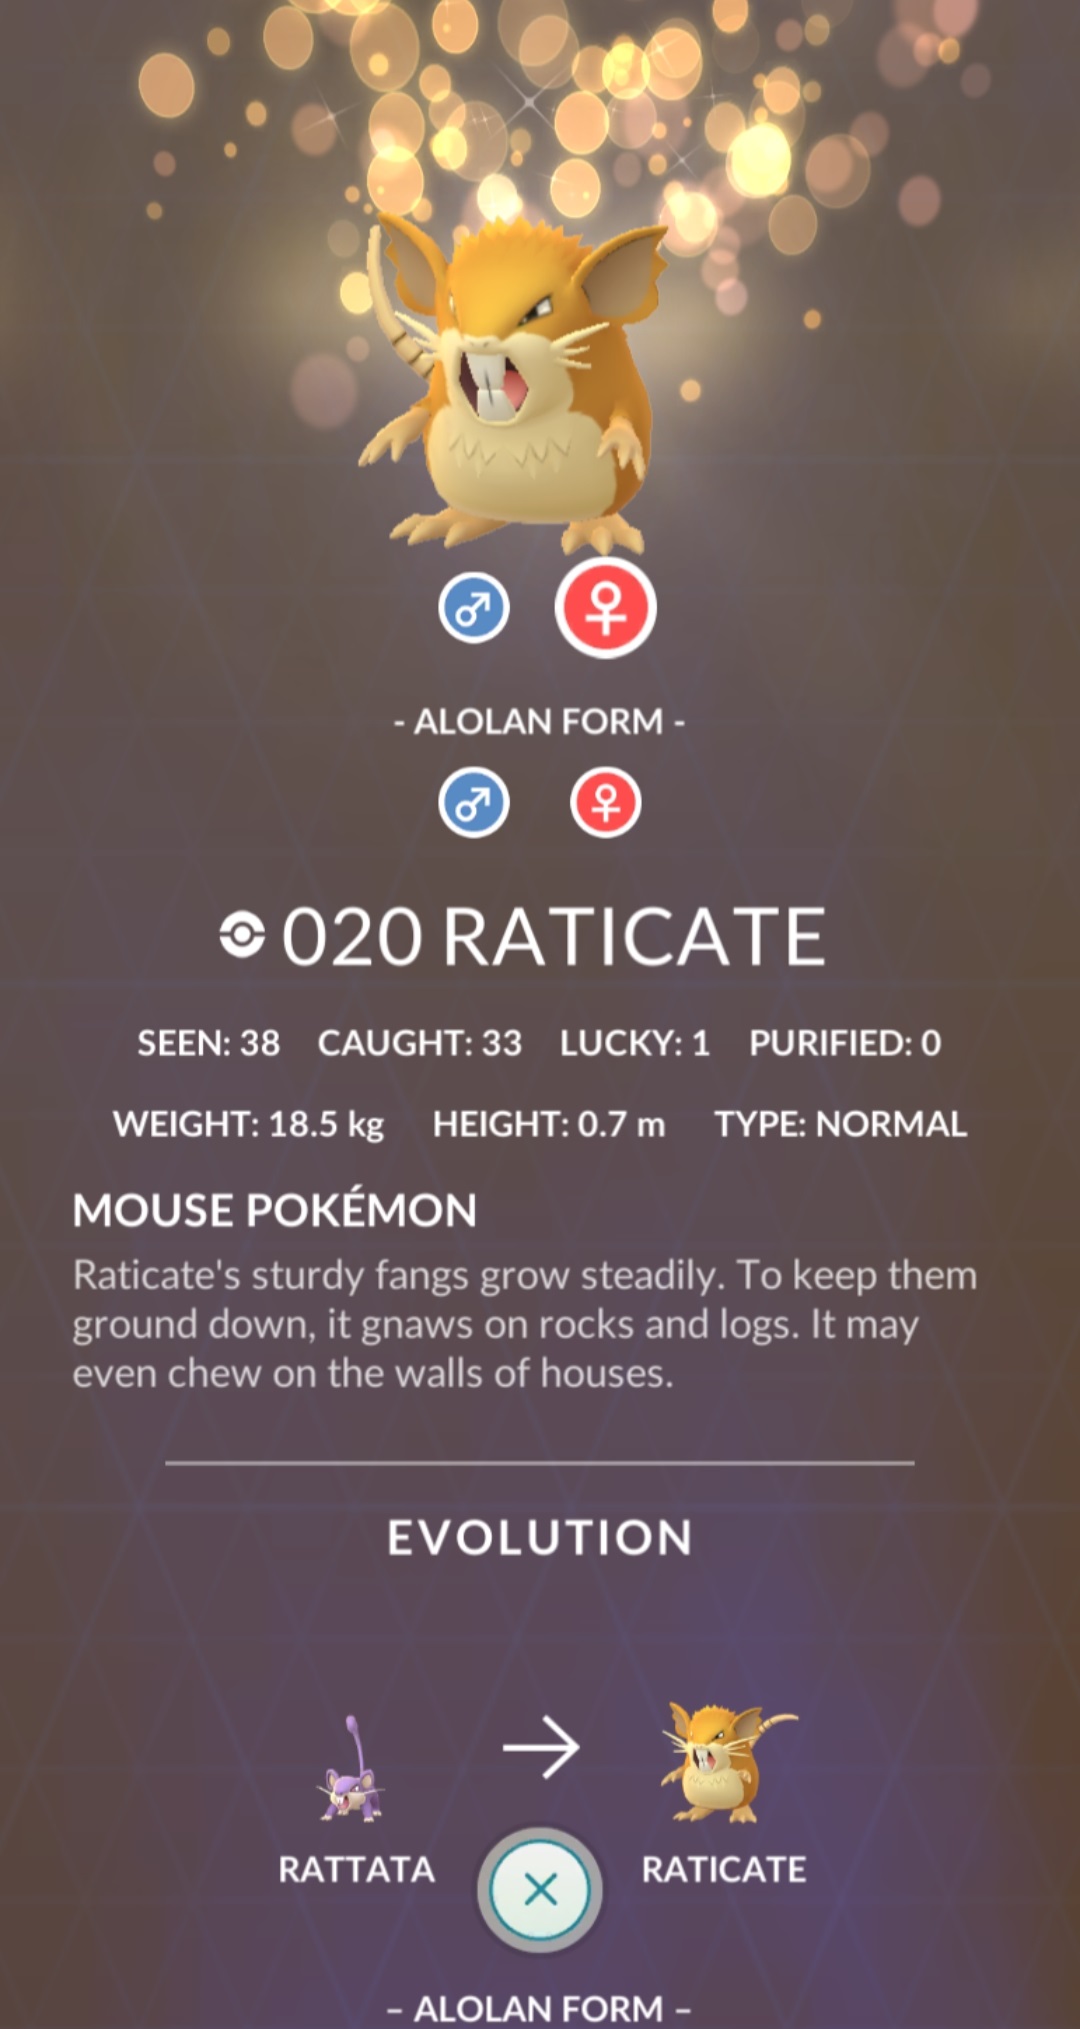 - ALOLAN FORM -
020 RATICATE
SEEN: 38 CAUGHT: 33 LUCKY: 1 PURIFIED: 0
WEIGHT: 18.5 kg HEIGHT: 0.7 m TYPE: NORMAL
MOUSE POKÉMON
Raticate's sturdy fangs grow steadily. To keep them
ground down, it gnaws on rocks and logs. It may
even chew on the walls of houses.
EVOLUTION
RATTATA RATICATE
– ALOLAN FORM –